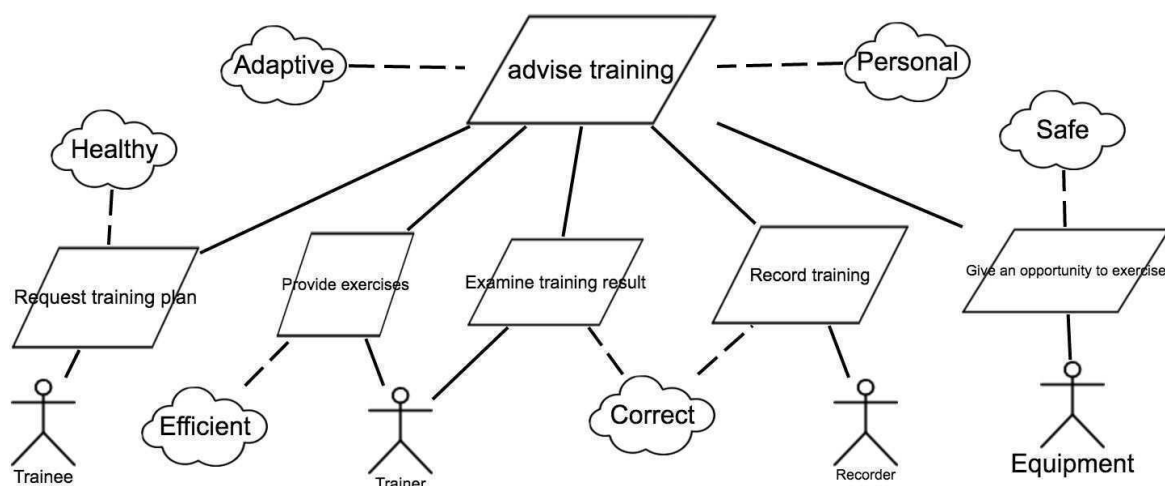 Adaptive
advise training
Personal
Healthy
Safe
Request training plan
Provide exercises
Examine training result
Record training
Give an opportunity to exercise
Efficient
Correct
Trainee
Trainer
Recorder
Equipment